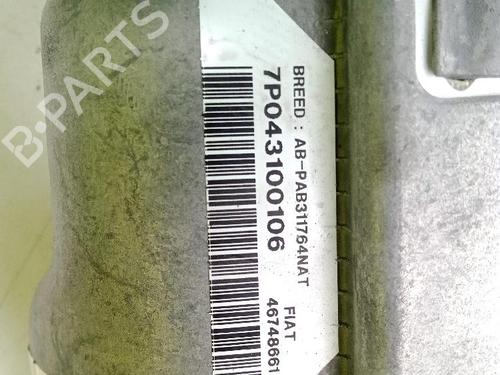 BREED : AB-PAB311764NAT
7P043100106
FIAT
46748661
B-PARTS